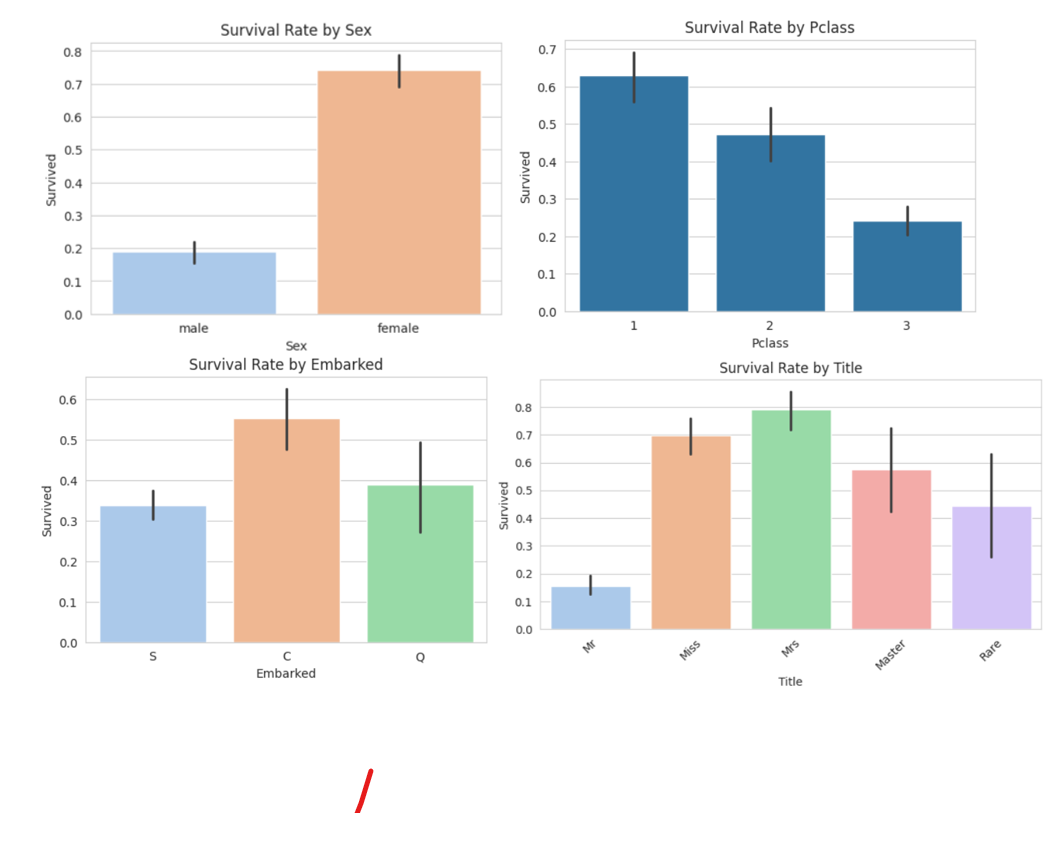 Survival Rate by Sex
0.8
0.7
0.6
0.5
0.4
0.3
0.2
0.1
0.0
Survived
male female
Sex
Survival Rate by Pclass
0.7
0.6
0.5
0.4
0.3
0.2
0.1
0.0
Survived
1 2 3
Pclass
Survival Rate by Embarked
0.6
0.5
0.4
0.3
0.2
0.1
0.0
Survived
S C Q
Embarked
Survival Rate by Title
0.8
0.7
0.6
0.5
0.4
0.3
0.2
0.1
0.0
Survived
Mr Miss Mrs Master Rare
Title